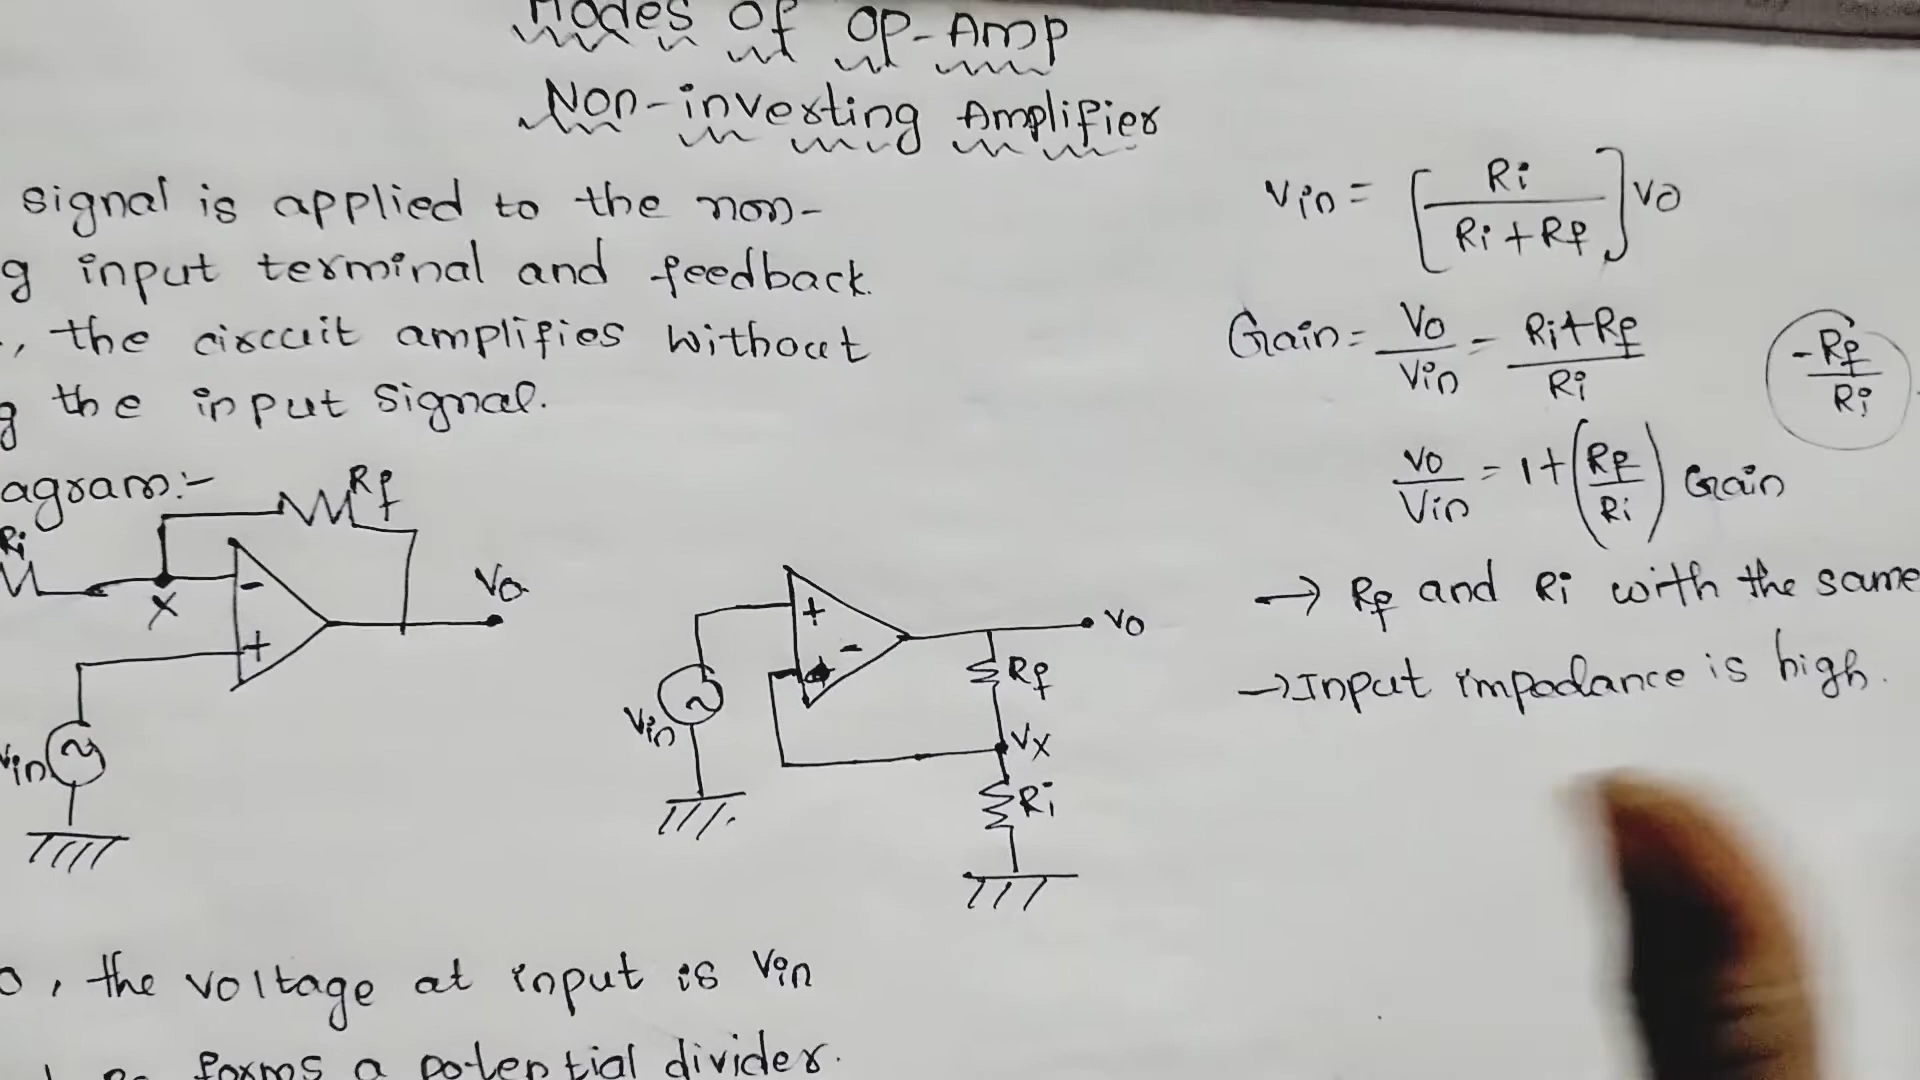 Modes of OP-Amp
Non-inverting Amplifier
signal is applied to the non-
g input terminal and feedback.
, the circuit amplifies without
g the input signal.
agram:-
Rf
Ri
-
X
+
Vo
Vin
+
-
Vo
Rf
Vin
Vx
Ri
o, the voltage at input is Vin
forms a potential divider.
Vin = [Ri / Ri+Rf] Vo
Gain = Vo/Vin = Ri+Rf / Ri
-Rf/Ri
Vo/Vin = 1+(Rf/Ri) Gain
→ Rf and Ri with the same
→ Input impedance is high.